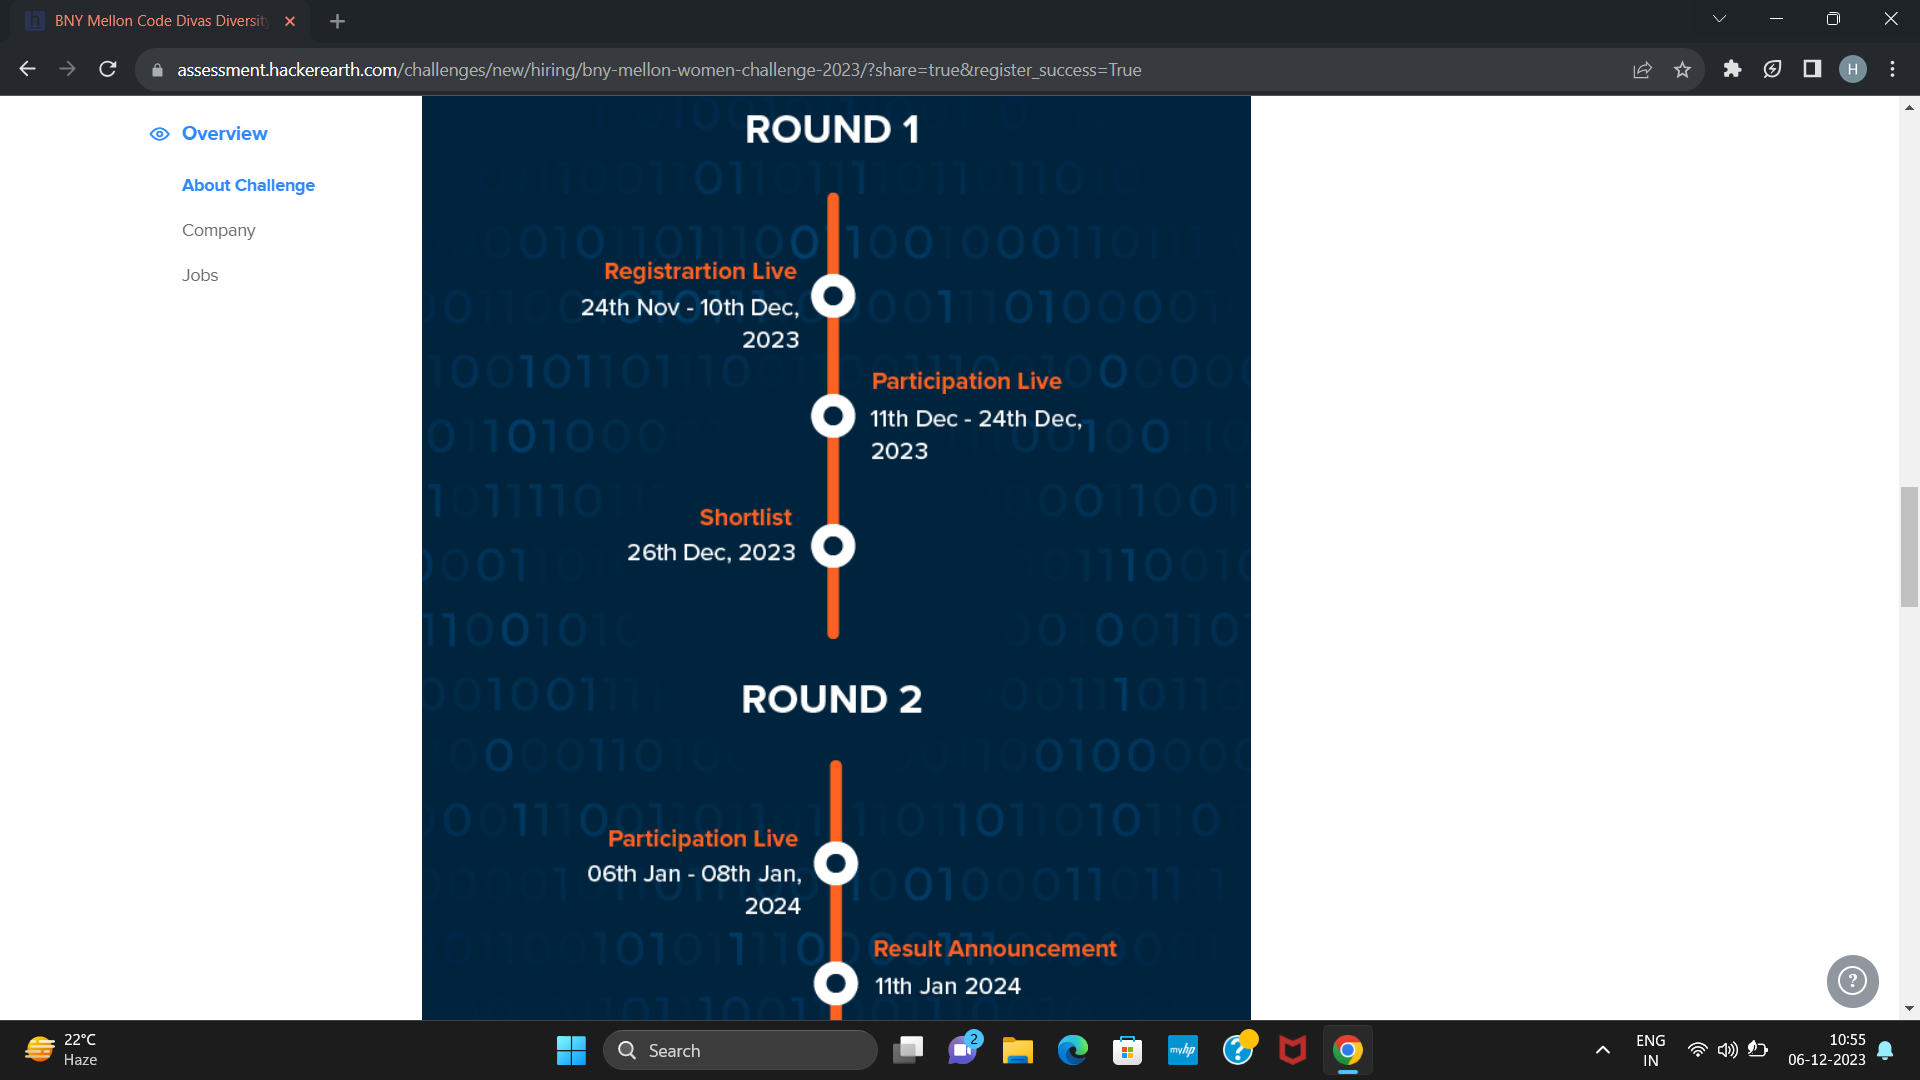 BNY Mellon Code Divas Diversit
assessment.hackerearth.com/challenges/new/hiring/bny-mellon-women-challenge-2023/?share=true&register_success=True
H
Overview
About Challenge
Company
Jobs
ROUND 1
Registrartion Live
24th Nov - 10th Dec,
2023
Participation Live
11th Dec - 24th Dec,
2023
Shortlist
26th Dec, 2023
ROUND 2
Participation Live
06th Jan - 08th Jan,
2024
Result Announcement
11th Jan 2024
?
22°C
Haze
Search
2
myhp
?
ENG
IN
10:55
06-12-2023